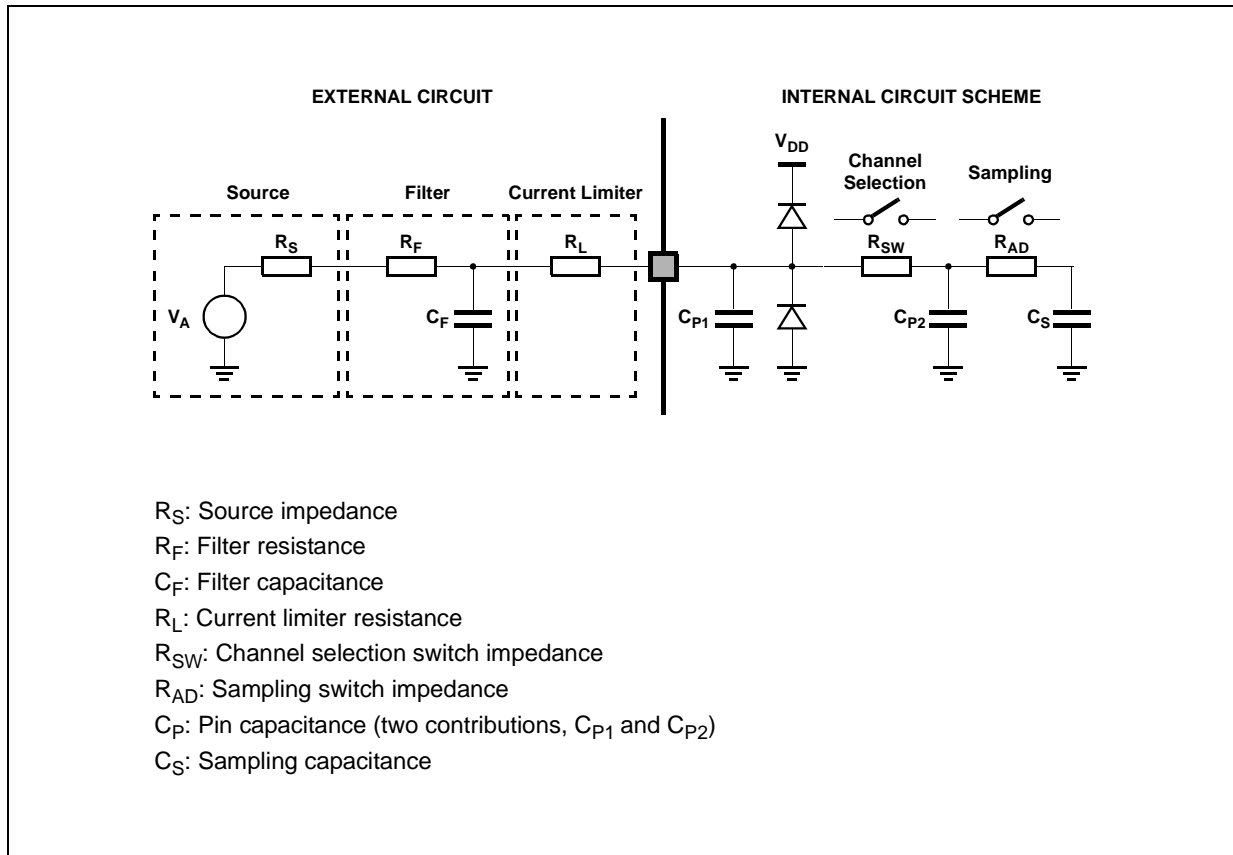 EXTERNAL CIRCUIT
INTERNAL CIRCUIT SCHEME
VDD
Channel
Selection
Sampling
Source
Filter
Current Limiter
RS
RF
RL
RSW
RAD
VA
CF
CP1
CP2
CS
RS: Source impedance
RF: Filter resistance
CF: Filter capacitance
RL: Current limiter resistance
RSW: Channel selection switch impedance
RAD: Sampling switch impedance
CP: Pin capacitance (two contributions, CP1 and CP2)
CS: Sampling capacitance